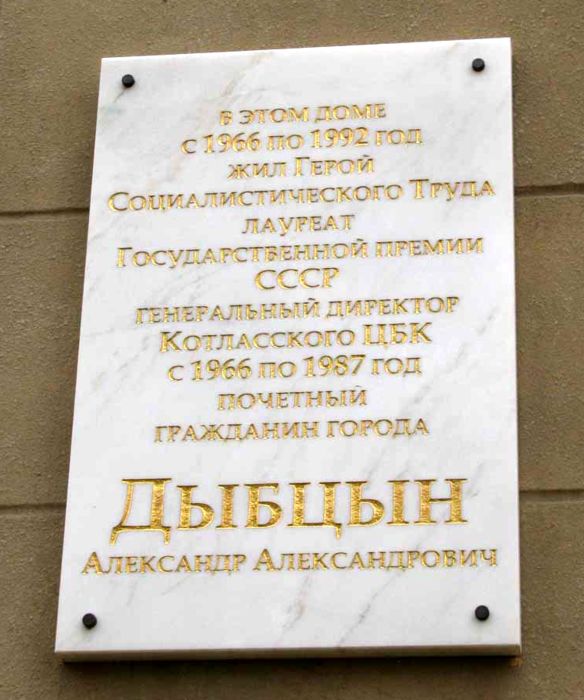 В этом доме
с 1966 по 1992 год
жил Герой
Социалистического Труда
лауреат
Государственной премии
СССР
генеральный директор
Котласского ЦБК
с 1966 по 1987 год
почетный
гражданин города
Дыбцын
Александр Александрович